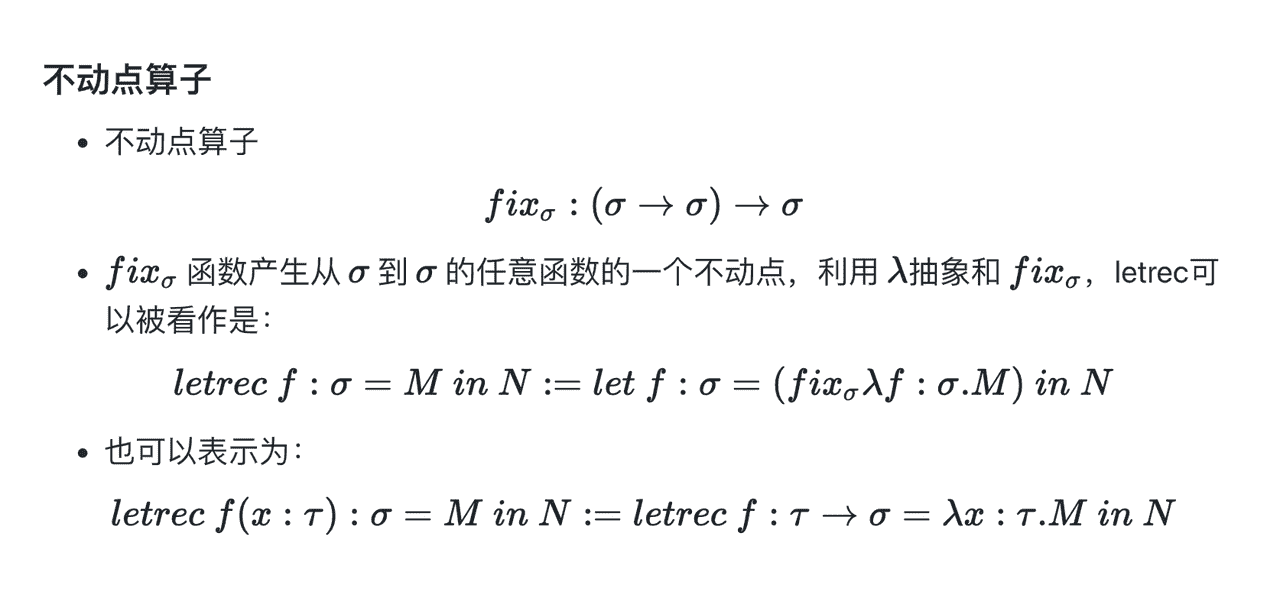 不动点算子
• 不动点算子
fix_σ : (σ → σ) → σ
• fix_σ 函数产生从 σ 到 σ 的任意函数的一个不动点，利用 λ抽象和 fix_σ，letrec可
以被看作是：
letrec f : σ = M in N := let f : σ = (fix_σ λf : σ.M) in N
• 也可以表示为：
letrec f(x : τ) : σ = M in N := letrec f : τ → σ = λx : τ.M in N